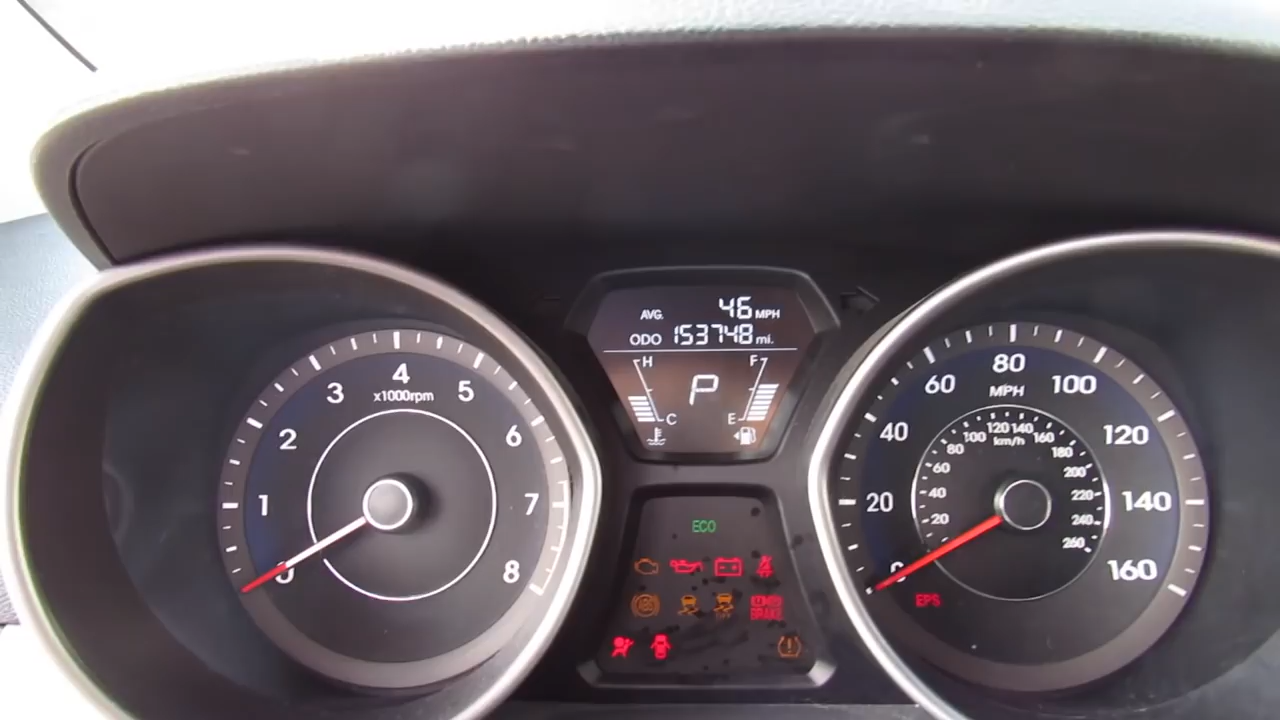 AVG. 46 MPH
ODO 153748 mi.
H F
P
C E
0 1 2 3 4 5 6 7 8
x1000rpm
0 20 40 60 80 100 120 140 160
MPH
20 40 60 80 100 120 140 160 180 200 220 240 260
km/h
ECO
BRAKE
EPS